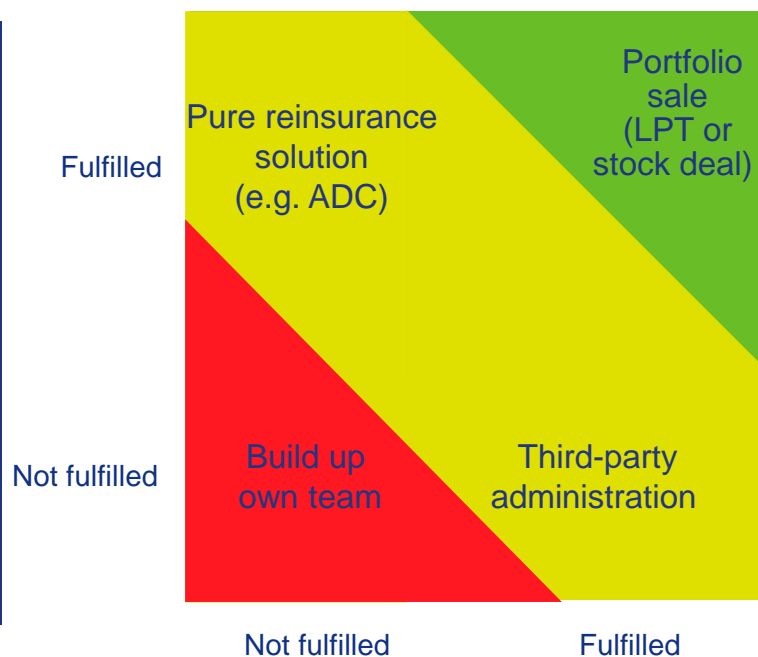 Portfolio
sale
(LPT or
stock deal)
Pure reinsurance
solution
(e.g. ADC)
Fulfilled
Build up
own team
Third-party
administration
Not fulfilled
Not fulfilled
Fulfilled